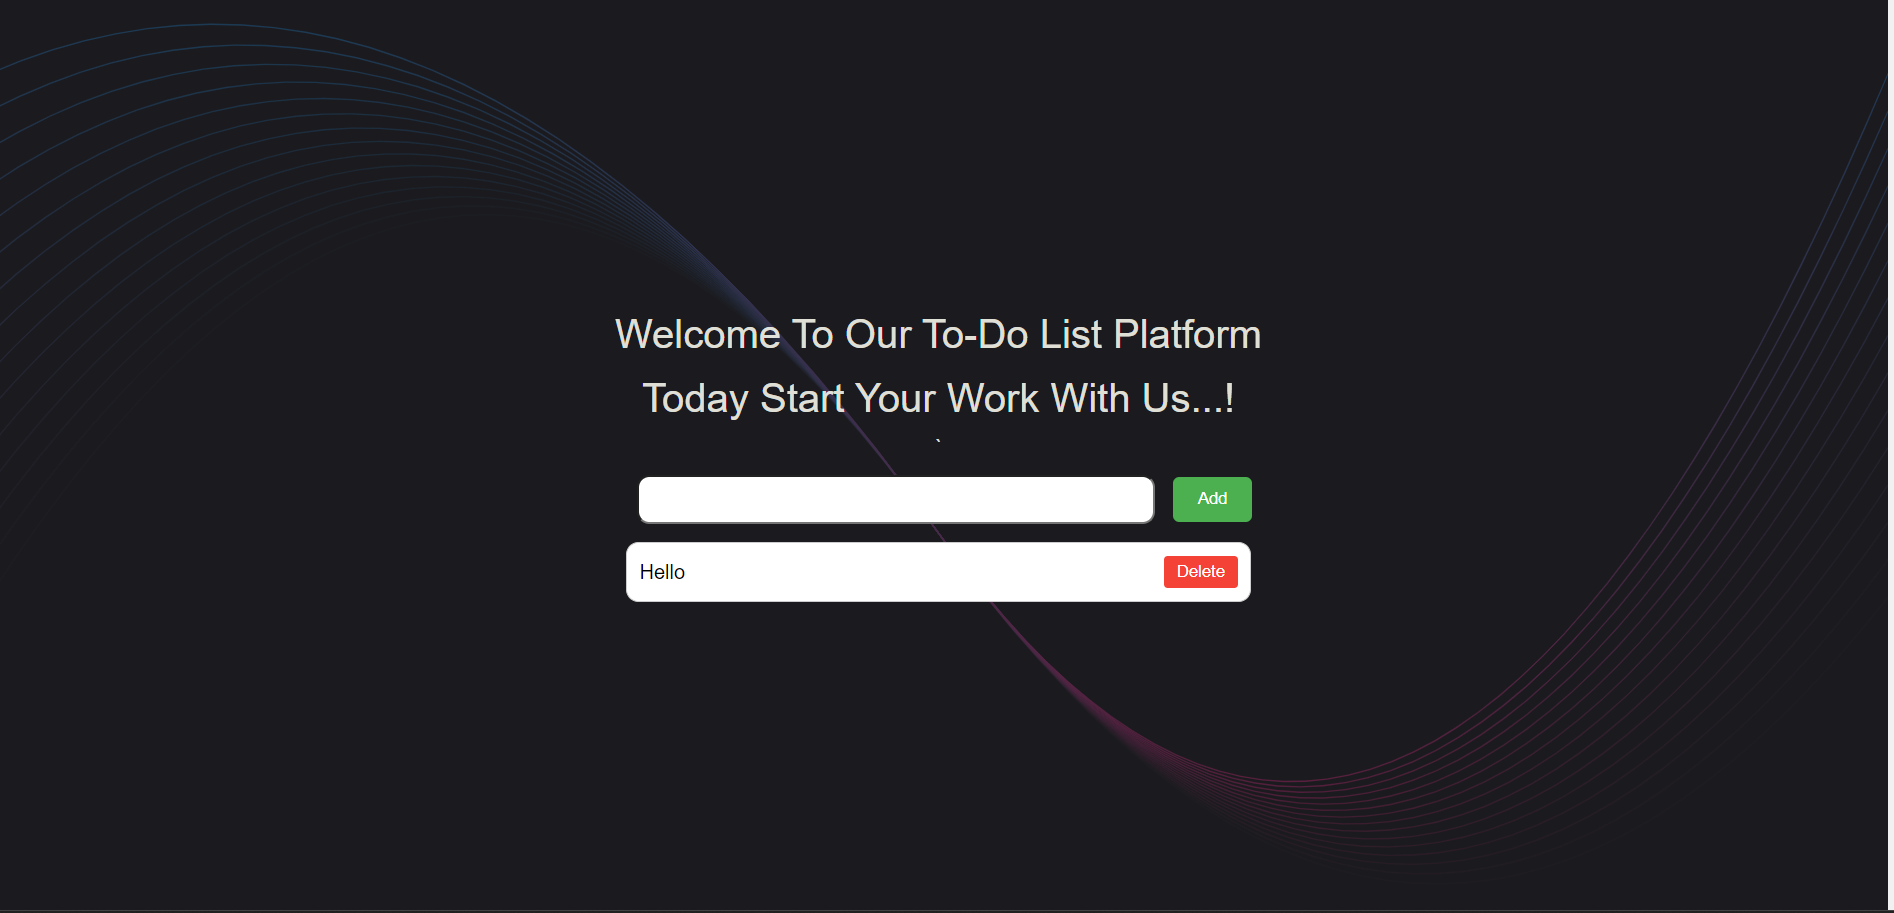 Welcome To Our To-Do List Platform
Today Start Your Work With Us...!
`
Add
Hello
Delete